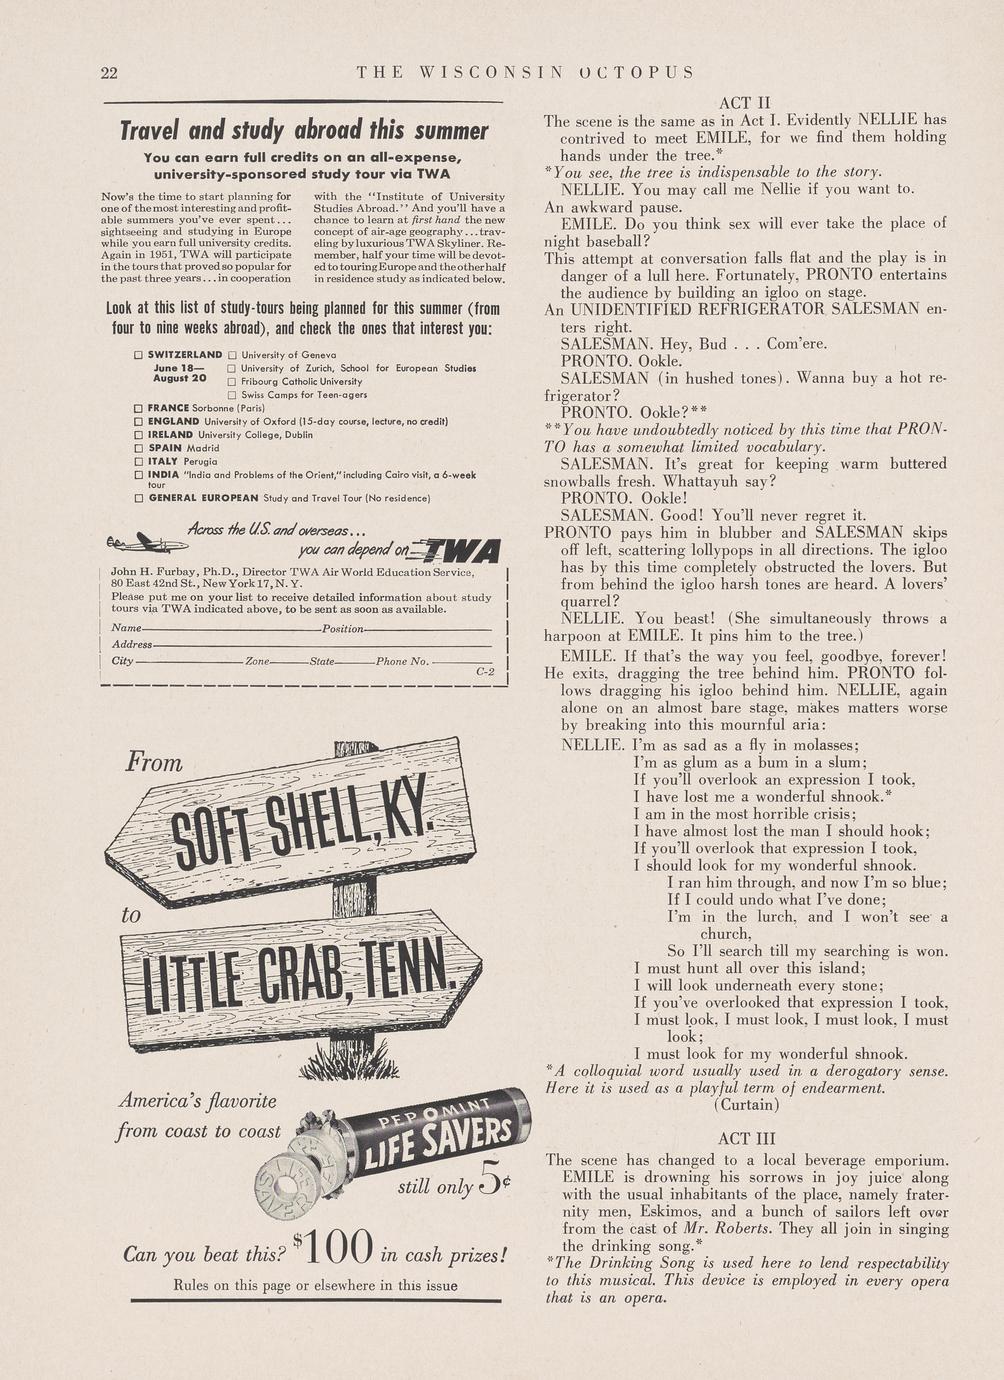 22
THE WISCONSIN OCTOPUS
Travel and study abroad this summer
You can earn full credits on an all-expense,
university-sponsored study tour via TWA
Now's the time to start planning for
one of the most interesting and profit-
able summers you've ever spent...
sightseeing and studying in Europe
while you earn full university credits.
Again in 1951, TWA will participate
in the tours that proved so popular for
the past three years...in cooperation
with the "Institute of University
Studies Abroad." And you'll have a
chance to learn at first hand the new
concept of air-age geography...trav-
eling by luxurious TWA Skyliner. Re-
member, half your time will be devot-
ed to touring Europe and the other half
in residence study as indicated below.
Look at this list of study-tours being planned for this summer (from
four to nine weeks abroad), and check the ones that interest you:
☐ SWITZERLAND ☐ University of Geneva
June 18— ☐ University of Zurich, School for European Studies
August 20 ☐ Fribourg Catholic University
☐ Swiss Camps for Teen-agers
☐ FRANCE Sorbonne (Paris)
☐ ENGLAND University of Oxford (15-day course, lecture, no credit)
☐ IRELAND University College, Dublin
☐ SPAIN Madrid
☐ ITALY Perugia
☐ INDIA "India and Problems of the Orient," including Cairo visit, a 6-week
tour
☐ GENERAL EUROPEAN Study and Travel Tour (No residence)
Across the U.S. and overseas...
you can depend on TWA
John H. Furbay, Ph.D., Director TWA Air World Education Service,
80 East 42nd St., New York 17, N. Y.
Please put me on your list to receive detailed information about study
tours via TWA indicated above, to be sent as soon as available.
Name Position
Address
City Zone State Phone No.
C-2
From
SOFT SHELL, KY.
to
LITTLE CRAB, TENN.
America's flavorite
from coast to coast
PEP O MINT
LIFE SAVERS
LIFE SAVERS
still only 5¢
Can you beat this? $100 in cash prizes!
Rules on this page or elsewhere in this issue
ACT II
The scene is the same as in Act I. Evidently NELLIE has
contrived to meet EMILE, for we find them holding
hands under the tree.*
*You see, the tree is indispensable to the story.
NELLIE. You may call me Nellie if you want to.
An awkward pause.
EMILE. Do you think sex will ever take the place of
night baseball?
This attempt at conversation falls flat and the play is in
danger of a lull here. Fortunately, PRONTO entertains
the audience by building an igloo on stage.
An UNIDENTIFIED REFRIGERATOR SALESMAN en-
ters right.
SALESMAN. Hey, Bud . . . Com'ere.
PRONTO. Ookle.
SALESMAN (in hushed tones). Wanna buy a hot re-
frigerator?
PRONTO. Ookle?**
**You have undoubtedly noticed by this time that PRON-
TO has a somewhat limited vocabulary.
SALESMAN. It's great for keeping warm buttered
snowballs fresh. Whattayuh say?
PRONTO. Ookle!
SALESMAN. Good! You'll never regret it.
PRONTO pays him in blubber and SALESMAN skips
off left, scattering lollypops in all directions. The igloo
has by this time completely obstructed the lovers. But
from behind the igloo harsh tones are heard. A lovers'
quarrel?
NELLIE. You beast! (She simultaneously throws a
harpoon at EMILE. It pins him to the tree.)
EMILE. If that's the way you feel, goodbye, forever!
He exits, dragging the tree behind him. PRONTO fol-
lows dragging his igloo behind him. NELLIE, again
alone on an almost bare stage, makes matters worse
by breaking into this mournful aria:
NELLIE. I'm as sad as a fly in molasses;
I'm as glum as a bum in a slum;
If you'll overlook an expression I took,
I have lost me a wonderful shnook.*
I am in the most horrible crisis;
I have almost lost the man I should hook;
If you'll overlook that expression I took,
I should look for my wonderful shnook.
I ran him through, and now I'm so blue;
If I could undo what I've done;
I'm in the lurch, and I won't see a
church,
So I'll search till my searching is won.
I must hunt all over this island;
I will look underneath every stone;
If you've overlooked that expression I took,
I must look, I must look, I must look, I must
look;
I must look for my wonderful shnook.
*A colloquial word usually used in a derogatory sense.
Here it is used as a playful term of endearment.
(Curtain)
ACT III
The scene has changed to a local beverage emporium.
EMILE is drowning his sorrows in joy juice along
with the usual inhabitants of the place, namely frater-
nity men, Eskimos, and a bunch of sailors left over
from the cast of Mr. Roberts. They all join in singing
the drinking song.*
*The Drinking Song is used here to lend respectability
to this musical. This device is employed in every opera
that is an opera.